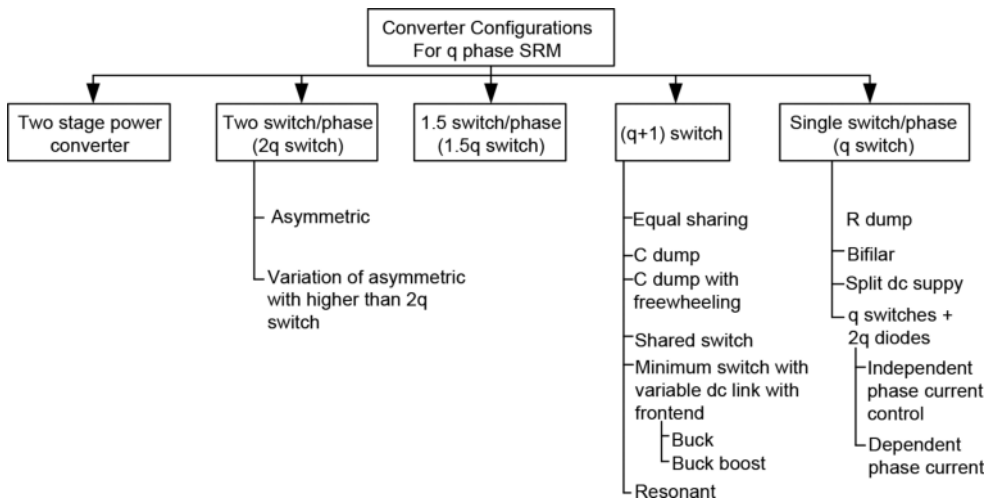 Converter Configurations
For q phase SRM
Two stage power
converter
Two switch/phase
(2q switch)
1.5 switch/phase
(1.5q switch)
(q+1) switch
Single switch/phase
(q switch)
Asymmetric
Variation of asymmetric
with higher than 2q
switch
Equal sharing
C dump
C dump with
freewheeling
Shared switch
Minimum switch with
variable dc link with
frontend
Buck
Buck boost
Resonant
R dump
Bifilar
Split dc suppy
q switches +
2q diodes
Independent
phase current
control
Dependent
phase current